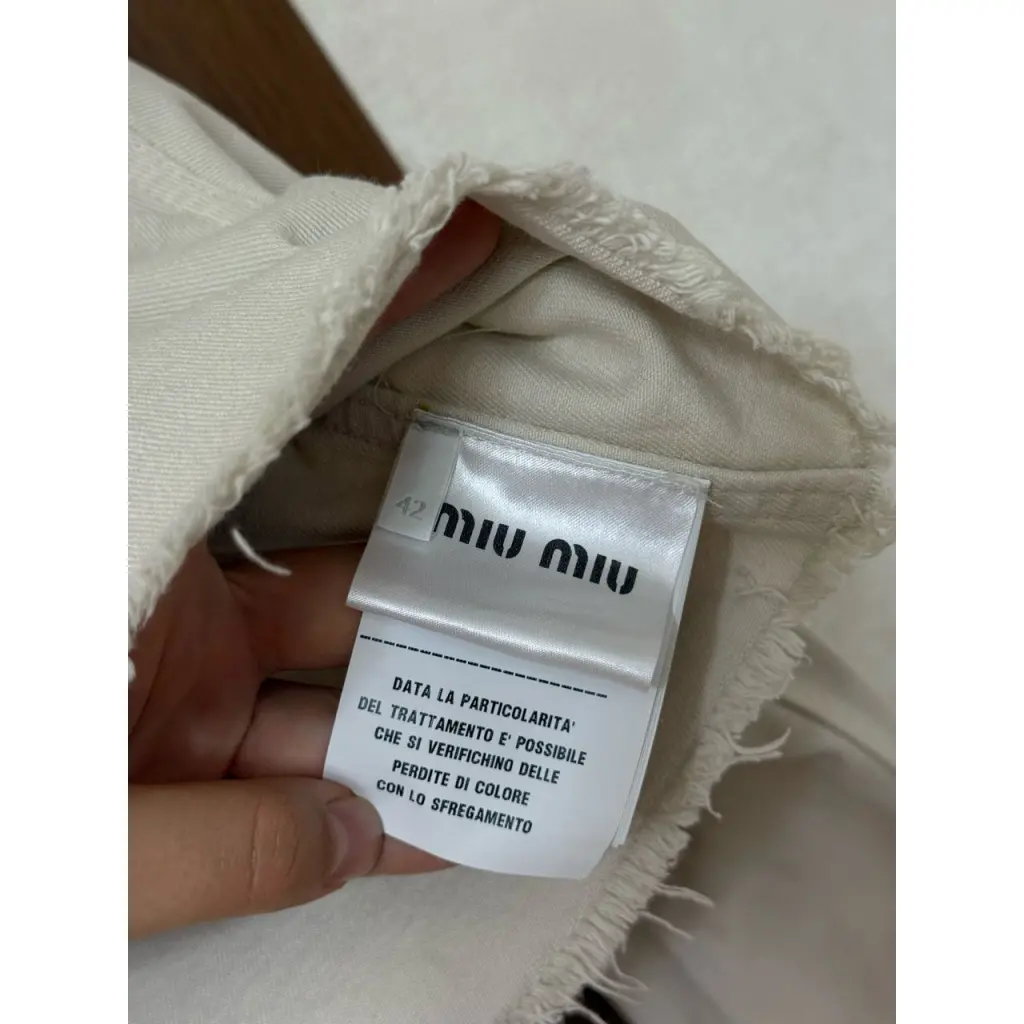 42
MIU MIU
DATA LA PARTICOLARITA'
DEL TRATTAMENTO E' POSSIBILE
CHE SI VERIFICHINO DELLE
PERDITE DI COLORE
CON LO SFREGAMENTO